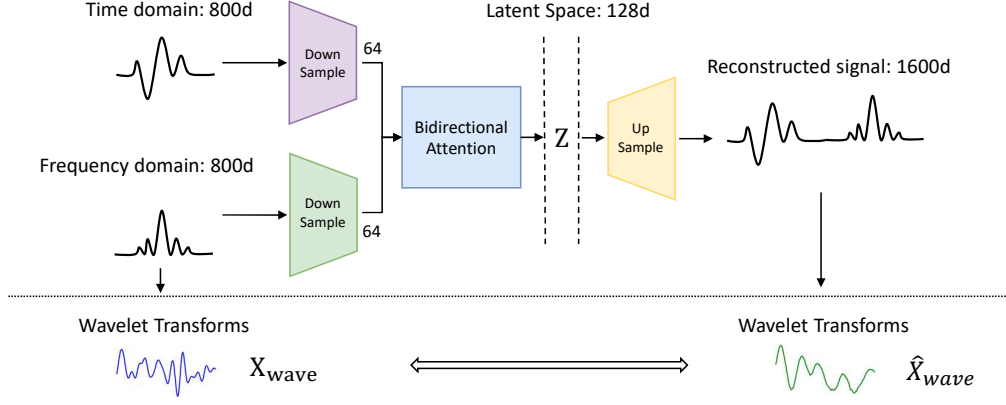 Time domain: 800d
Latent Space: 128d
Down
Sample
64
Reconstructed signal: 1600d
Bidirectional
Attention
Z
Up
Sample
Frequency domain: 800d
Down
Sample
64
Wavelet Transforms
X_wave
Wavelet Transforms
X̂_wave